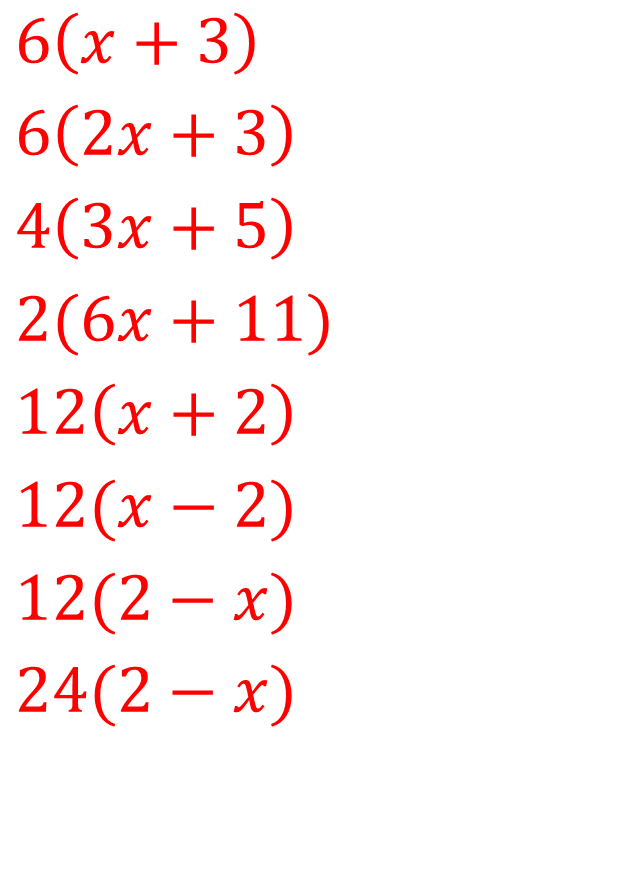 6(x + 3)
6(2x + 3)
4(3x + 5)
2(6x + 11)
12(x + 2)
12(x − 2)
12(2 − x)
24(2 − x)